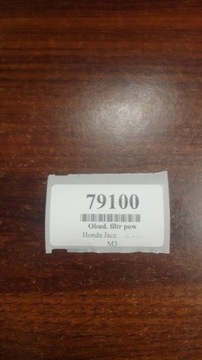 79100
Obud. filtr pow
Honda Jazz
M3